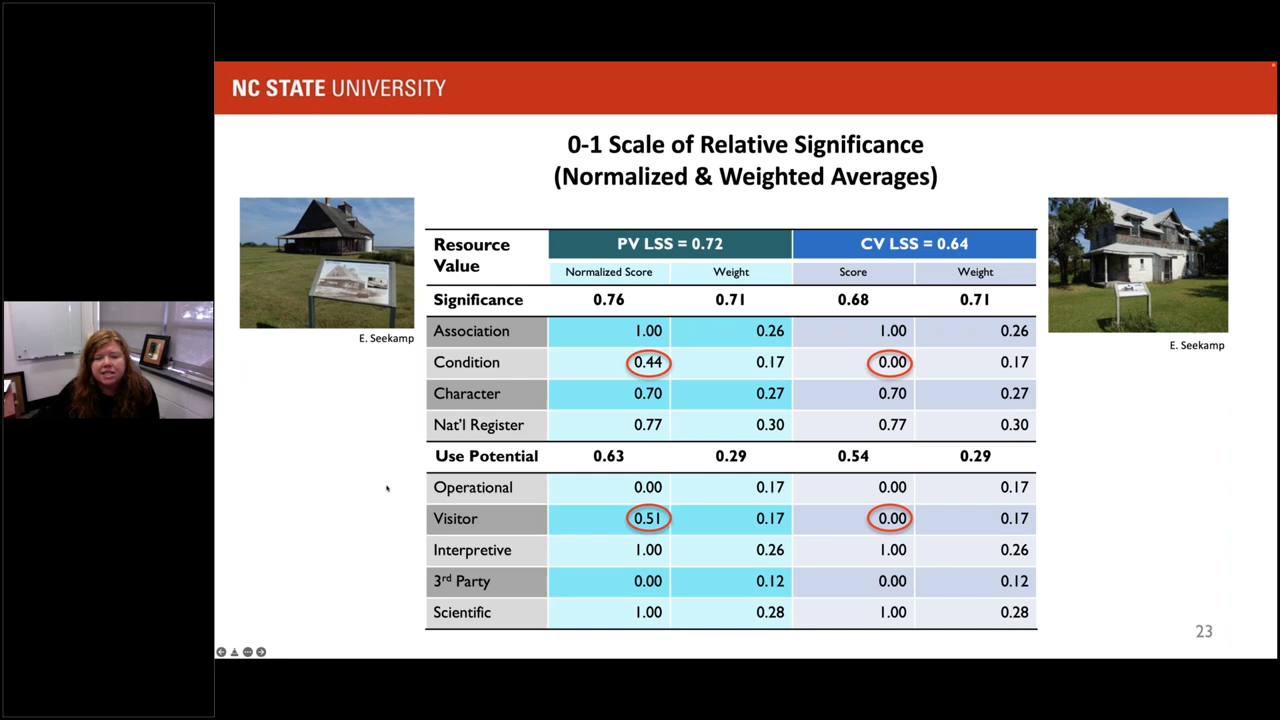 NC STATE UNIVERSITY
0-1 Scale of Relative Significance
(Normalized & Weighted Averages)
E. Seekamp
E. Seekamp
Resource Value PV LSS = 0.72 CV LSS = 0.64
Normalized Score Weight Score Weight
Significance 0.76 0.71 0.68 0.71
Association 1.00 0.26 1.00 0.26
Condition 0.44 0.17 0.00 0.17
Character 0.70 0.27 0.70 0.27
Nat'l Register 0.77 0.30 0.77 0.30
Use Potential 0.63 0.29 0.54 0.29
Operational 0.00 0.17 0.00 0.17
Visitor 0.51 0.17 0.00 0.17
Interpretive 1.00 0.26 1.00 0.26
3rd Party 0.00 0.12 0.00 0.12
Scientific 1.00 0.28 1.00 0.28
23